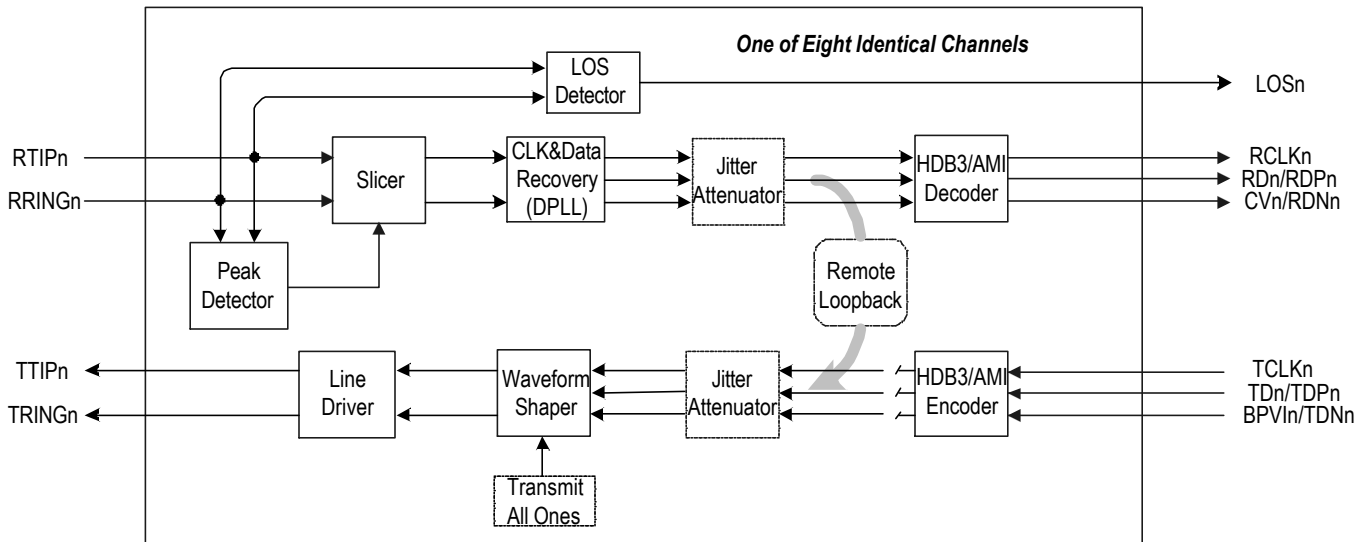 One of Eight Identical Channels
LOS
Detector
LOSn
RTIPn
RRINGn
Slicer
CLK&Data
Recovery
(DPLL)
Jitter
Attenuator
HDB3/AMI
Decoder
RCLKn
RDn/RDPn
CVn/RDNn
Peak
Detector
Remote
Loopback
TTIPn
TRINGn
Line
Driver
Waveform
Shaper
Jitter
Attenuator
HDB3/AMI
Encoder
TCLKn
TDn/TDPn
BPVIn/TDNn
Transmit
All Ones